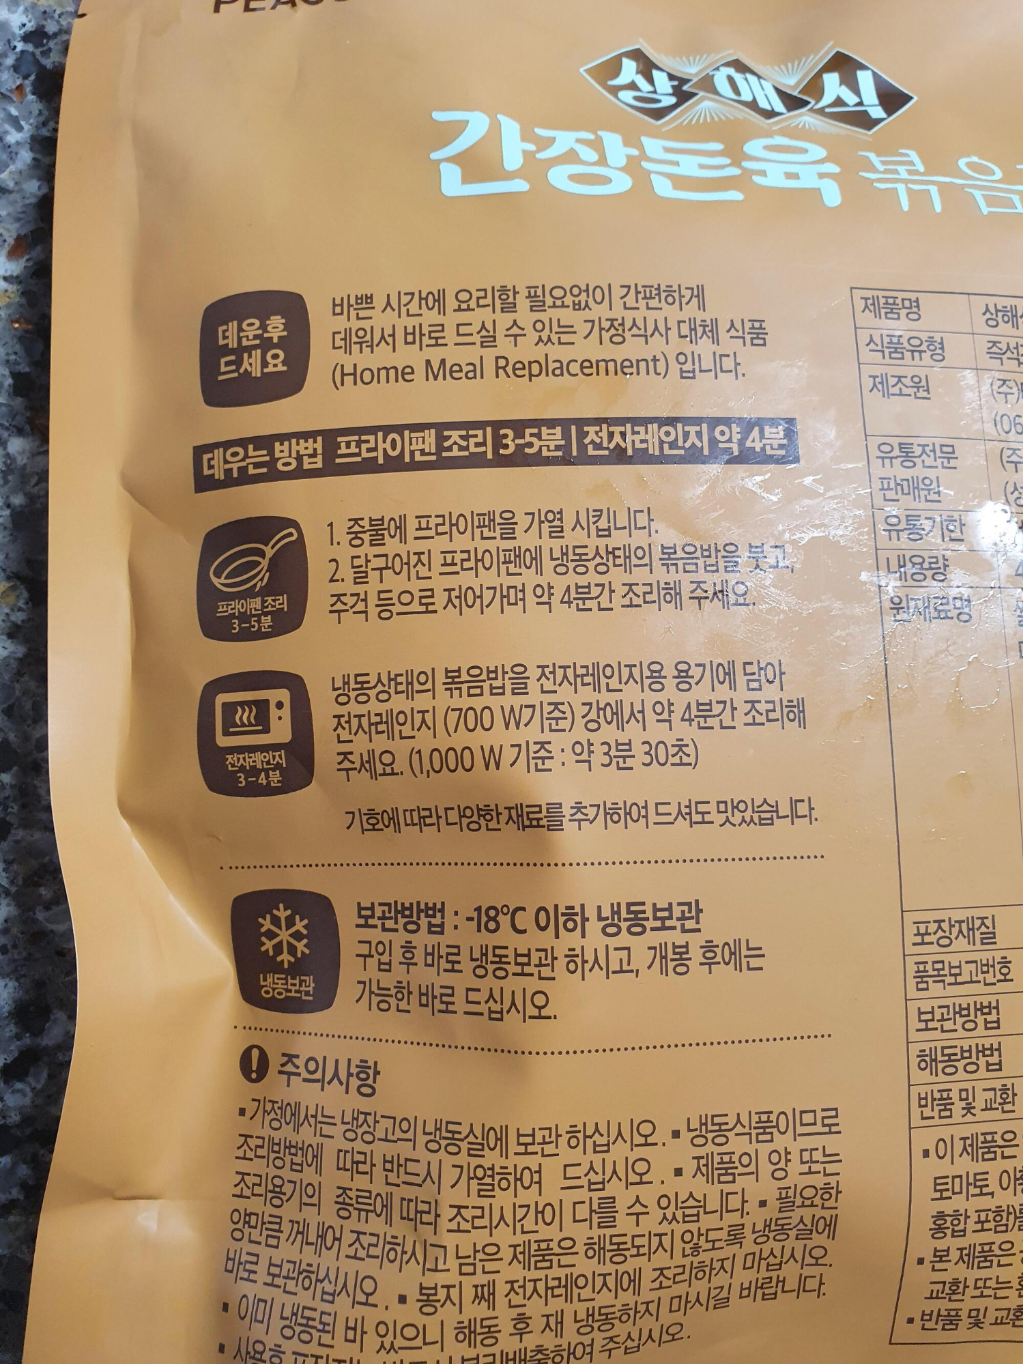 상해식
간장돈육 볶음
데운후
드세요
바쁜 시간에 요리할 필요없이 간편하게
데워서 바로 드실 수 있는 가정식사 대체 식품
(Home Meal Replacement) 입니다.
데우는 방법 프라이팬 조리 3-5분 | 전자레인지 약 4분
프라이팬 조리
3-5분
1. 중불에 프라이팬을 가열 시킵니다.
2. 달구어진 프라이팬에 냉동상태의 볶음밥을 붓고,
주걱 등으로 저어가며 약 4분간 조리해 주세요.
전자레인지
3-4분
냉동상태의 볶음밥을 전자레인지용 용기에 담아
전자레인지 (700 W기준) 강에서 약 4분간 조리해
주세요. (1,000 W 기준 : 약 3분 30초)
기호에 따라 다양한 재료를 추가하여 드셔도 맛있습니다.
냉동보관
보관방법 : -18℃ 이하 냉동보관
구입 후 바로 냉동보관 하시고, 개봉 후에는
가능한 바로 드십시오.
! 주의사항
▪ 가정에서는 냉장고의 냉동실에 보관 하십시오. ▪ 냉동식품이므로
조리방법에 따라 반드시 가열하여 드십시오. ▪ 제품의 양 또는
조리용기의 종류에 따라 조리시간이 다를 수 있습니다. ▪ 필요한
양만큼 꺼내어 조리하시고 남은 제품은 해동되지 않도록 냉동실에
바로 보관하십시오. ▪ 봉지 째 전자레인지에 조리하지 마십시오.
▪ 이미 냉동된 바 있으니 해동 후 재 냉동하지 마시길 바랍니다.
주십시오.
제품명
식품유형
제조원 (주)
(06
유통전문 (주
판매원
유통기한
내용량
원재료명
포장재질
품목보고번호
보관방법
해동방법
반품 및 교환
▪ 이 제품은
토마토,
혼합 포함)
▪ 본 제품은
교환 또는
▪ 반품 및 교환